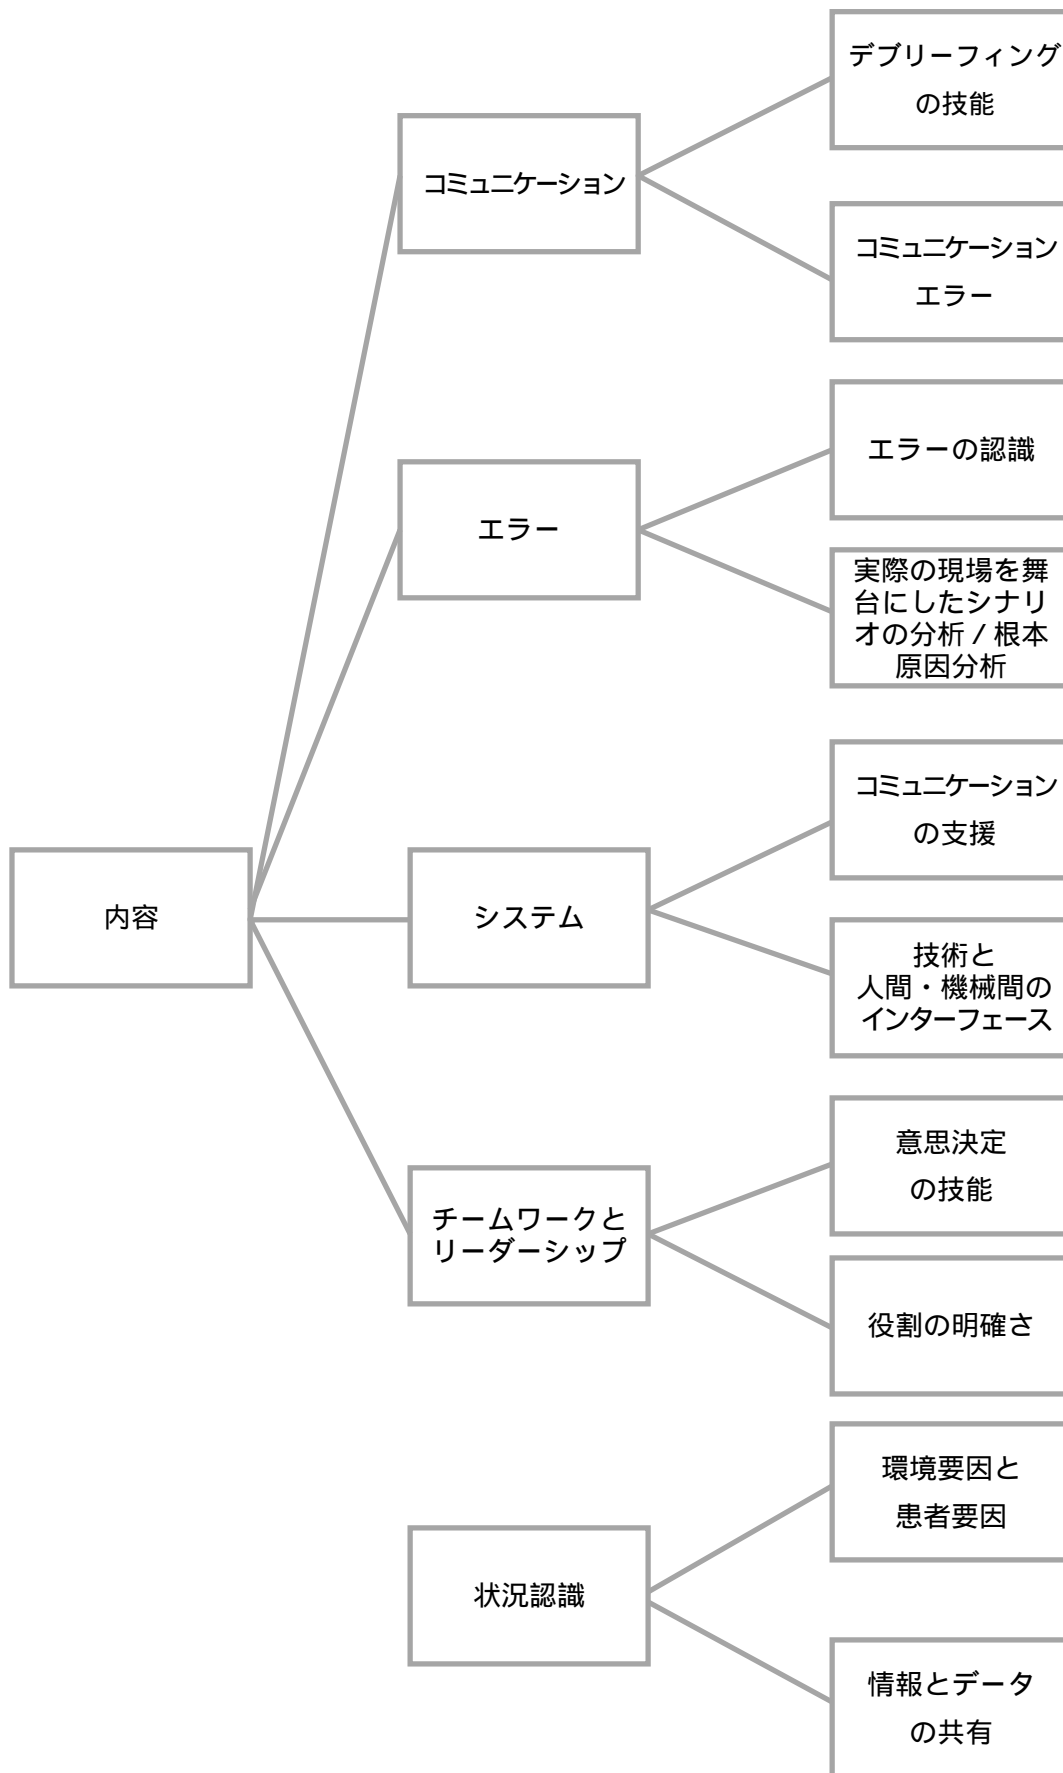 デブリーフィング
の技能
コミュニケーション
コミュニケーション
エラー
エラーの認識
エラー
実際の現場を舞
台にしたシナリ
オの分析 / 根本
原因分析
コミュニケーション
の支援
内容
システム
技術と
人間・機械間の
インターフェース
意思決定
の技能
チームワークと
リーダーシップ
役割の明確さ
環境要因と
患者要因
状況認識
情報とデータ
の共有